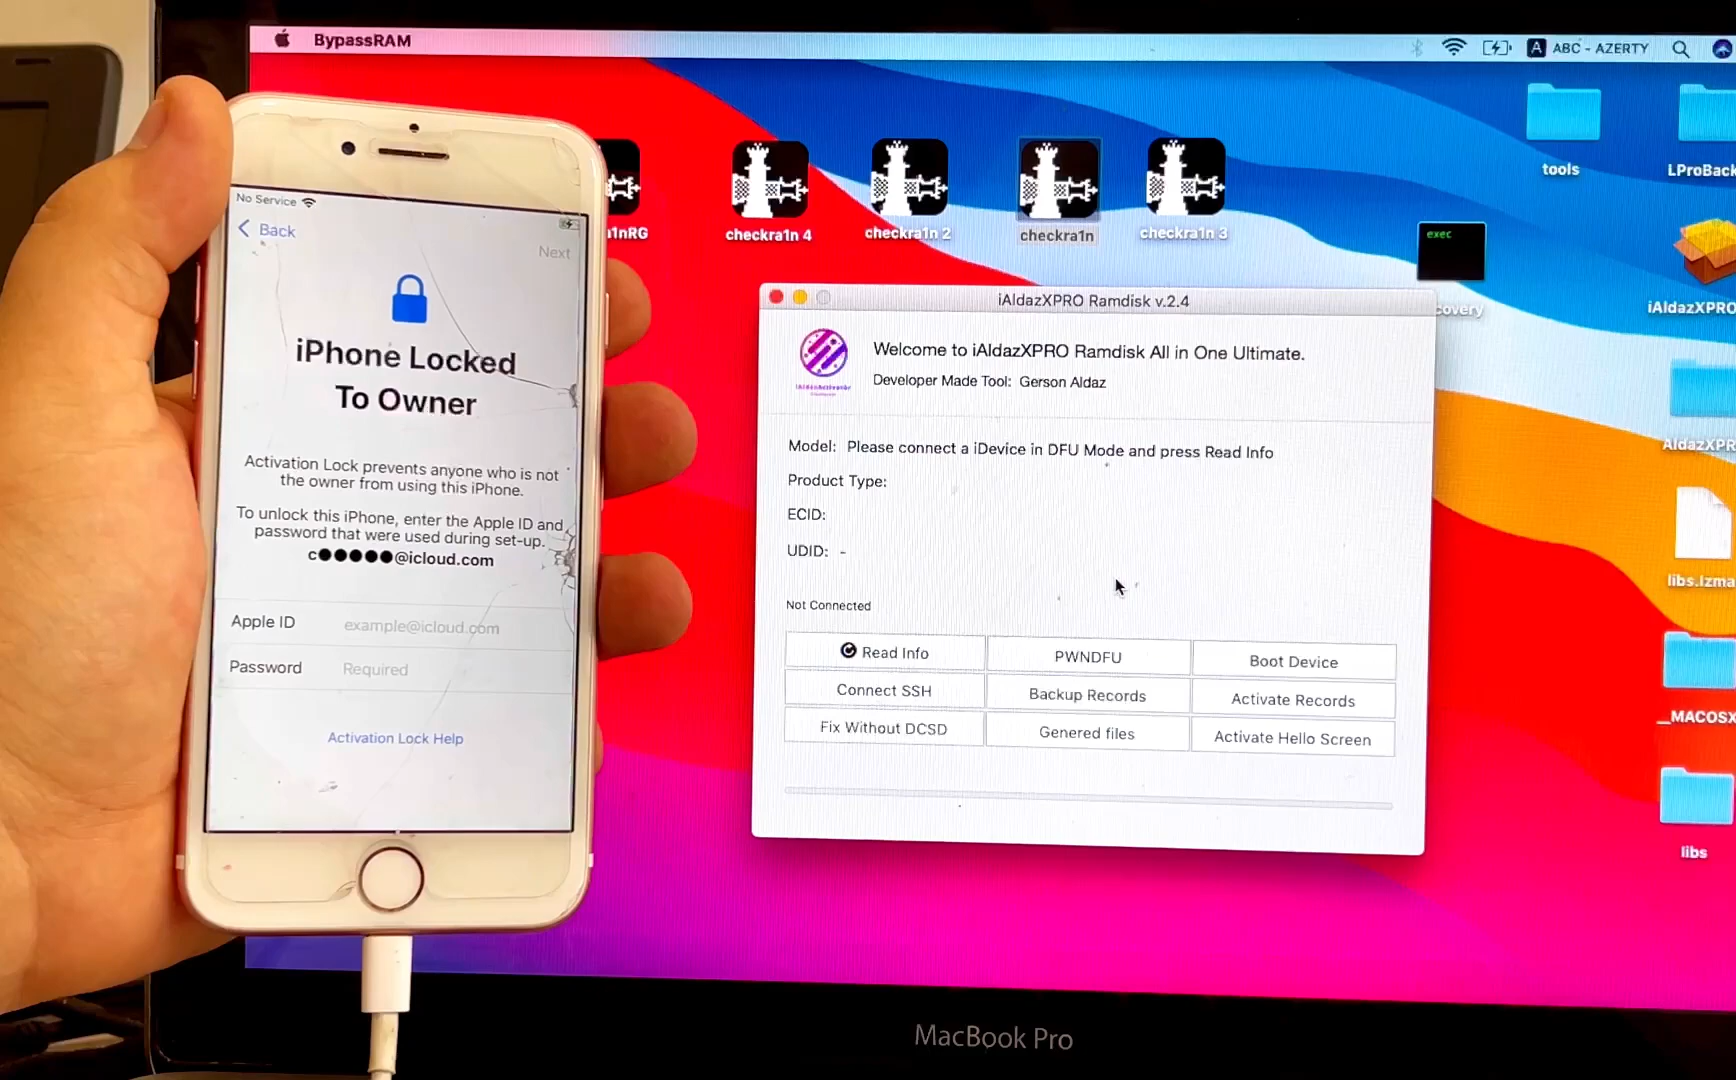 BypassRAM
A ABC - AZERTY
tools
LProBack
a1nRG
checkra1n 4
checkra1n 2
checkra1n
checkra1n 3
exec
covery
iAldazXPRO
AldazXPR
libs.izma
__MACOSX
libs
No Service
Back
Next
iPhone Locked
To Owner
Activation Lock prevents anyone who is not
the owner from using this iPhone.
To unlock this iPhone, enter the Apple ID and
password that were used during set-up.
c●●●●●@icloud.com
Apple ID example@icloud.com
Password Required
Activation Lock Help
iAldazXPRO Ramdisk v.2.4
Welcome to iAldazXPRO Ramdisk All in One Ultimate.
Developer Made Tool: Gerson Aldaz
Model: Please connect a iDevice in DFU Mode and press Read Info
Product Type:
ECID:
UDID: -
Not Connected
Read Info PWNDFU Boot Device
Connect SSH Backup Records Activate Records
Fix Without DCSD Genered files Activate Hello Screen
MacBook Pro